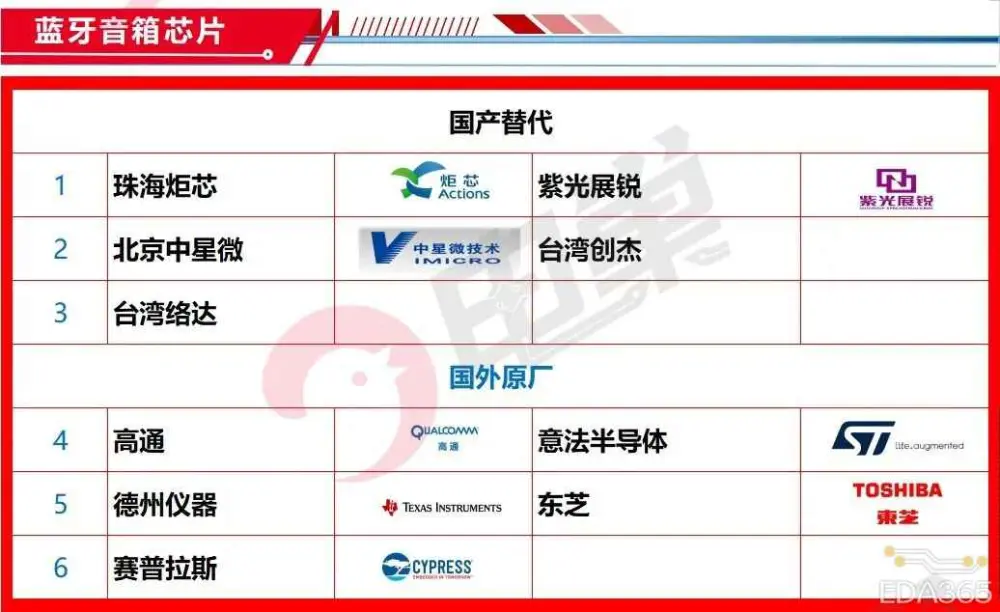 蓝牙音箱芯片
国产替代
1 珠海炬芯 炬芯 Actions 紫光展锐 紫光展锐
2 北京中星微 中星微技术 VIMICRO 台湾创杰
3 台湾络达
国外原厂
4 高通 QUALCOMM 高通 意法半导体 ST life.augmented
5 德州仪器 TEXAS INSTRUMENTS 东芝 TOSHIBA 東芝
6 赛普拉斯 CYPRESS EMBEDDED IN TOMORROW
EDA365